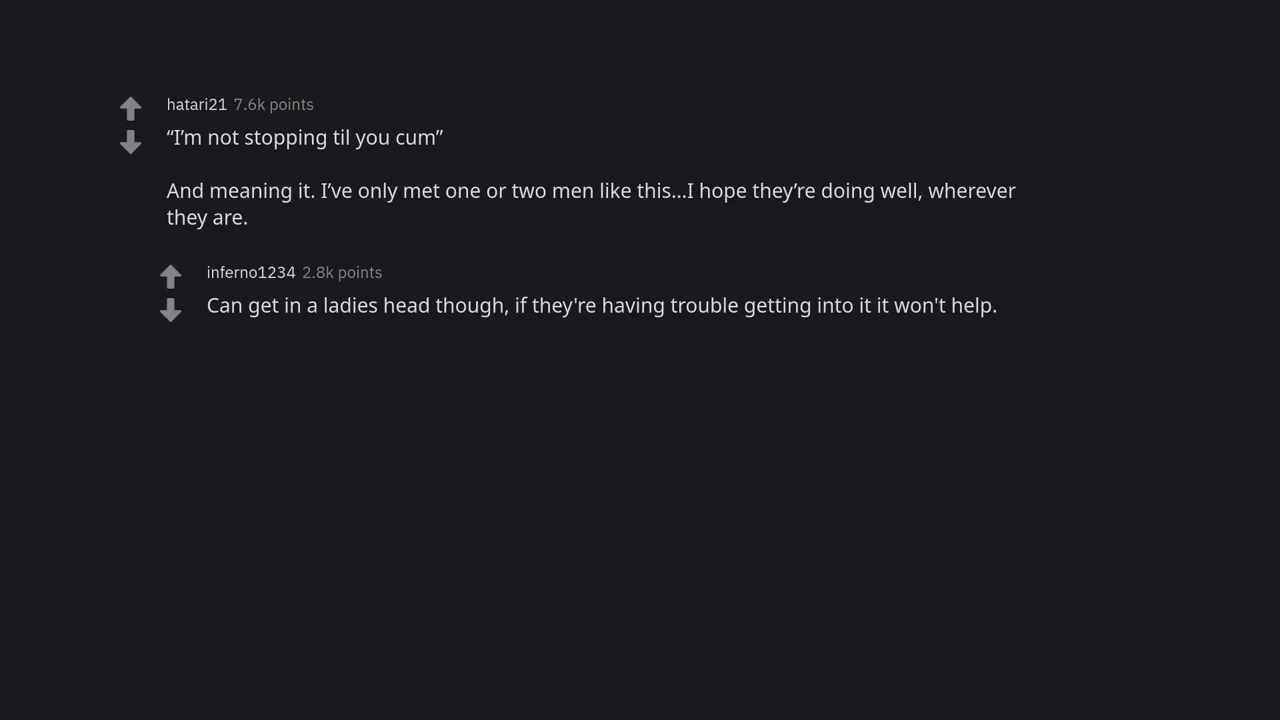 hatari21 7.6k points
“I’m not stopping til you cum”
And meaning it. I’ve only met one or two men like this...I hope they’re doing well, wherever
they are.
inferno1234 2.8k points
Can get in a ladies head though, if they're having trouble getting into it it won't help.